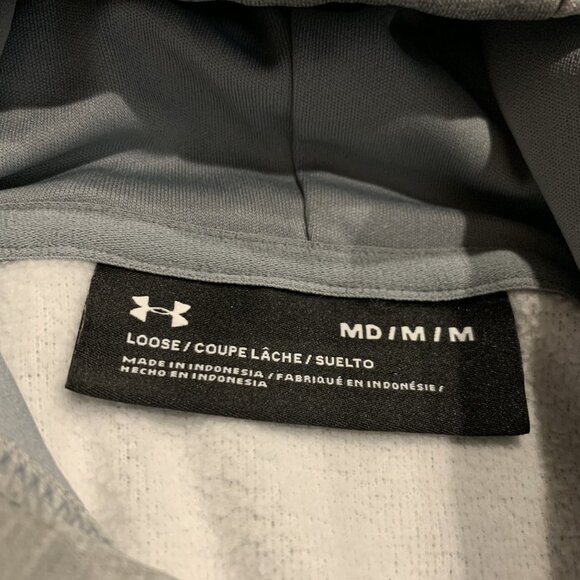 MD/M/M
LOOSE/COUPE LÂCHE/SUELTO
MADE IN INDONESIA/FABRIQUÉ EN INDONÉSIE/
HECHO EN INDONESIA